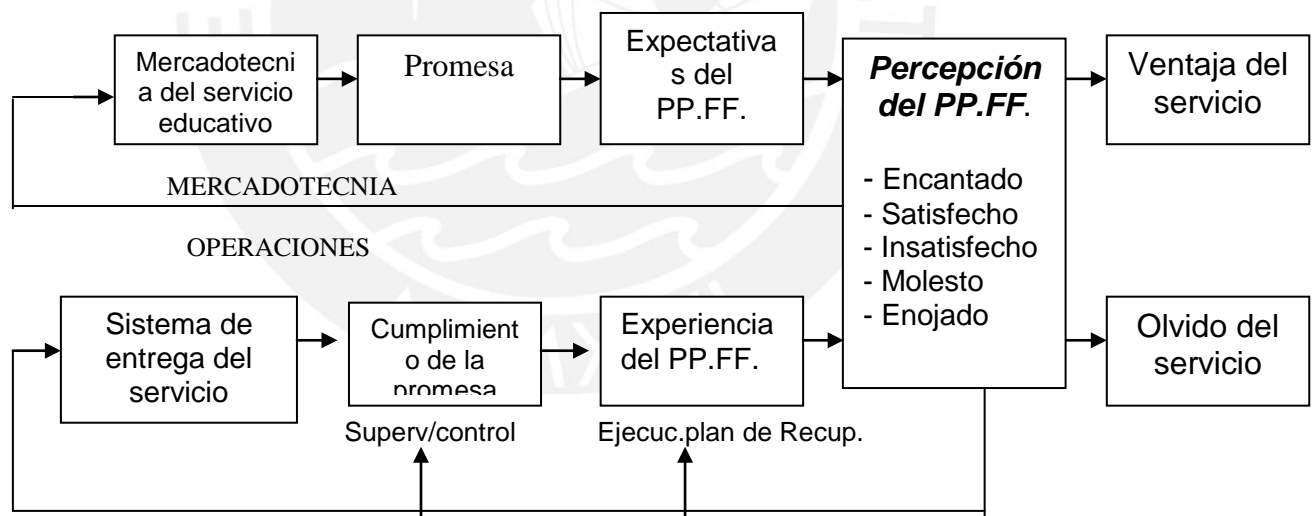 Mercadotecni
a del servicio
educativo
Promesa
Expectativa
s del
PP.FF.
Percepción
del PP.FF.
- Encantado
- Satisfecho
- Insatisfecho
- Molesto
- Enojado
Ventaja del
servicio
MERCADOTECNIA
OPERACIONES
Sistema de
entrega del
servicio
Cumplimient
o de la
promesa
Experiencia
del PP.FF.
Olvido del
servicio
Superv/control
Ejecuc.plan de Recup.